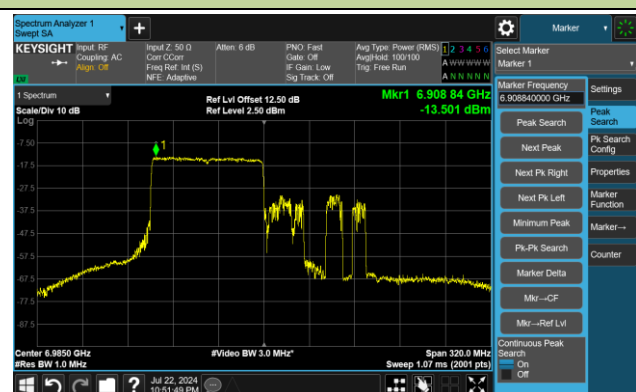 Spectrum Analyzer 1
Swept SA
Marker
KEYSIGHT
Input: RF
Coupling: AC
Align: Off
Input Z: 50 Ω
Corr CCorr
Freq Ref: Int (S)
NFE: Adaptive
Atten: 6 dB
PNO: Fast
Gate: Off
IF Gain: Low
Sig Track: Off
Avg Type: Power (RMS)
Avg|Hold: 100/100
Trig: Free Run
1 2 3 4 5 6
A W W W W W
A N N N N N
Select Marker
Marker 1
1 Spectrum
Scale/Div 10 dB
Log
Ref Lvl Offset 12.50 dB
Ref Level 2.50 dBm
Mkr1 6.908 84 GHz
-13.501 dBm
1
-7.50
-17.5
-27.5
-37.5
-47.5
-57.5
-67.5
-77.5
-87.5
Center 6.9850 GHz
#Res BW 1.0 MHz
#Video BW 3.0 MHz*
Span 320.0 MHz
Sweep 1.07 ms (2001 pts)
Marker Frequency
6.908840000 GHz
Peak Search
Next Peak
Next Pk Right
Next Pk Left
Minimum Peak
Pk-Pk Search
Marker Delta
Mkr→CF
Mkr→Ref Lvl
Continuous Peak
Search
On
Off
Settings
Peak
Search
Pk Search
Config
Properties
Marker
Function
Marker→
Counter
Jul 22, 2024
10:51:49 PM